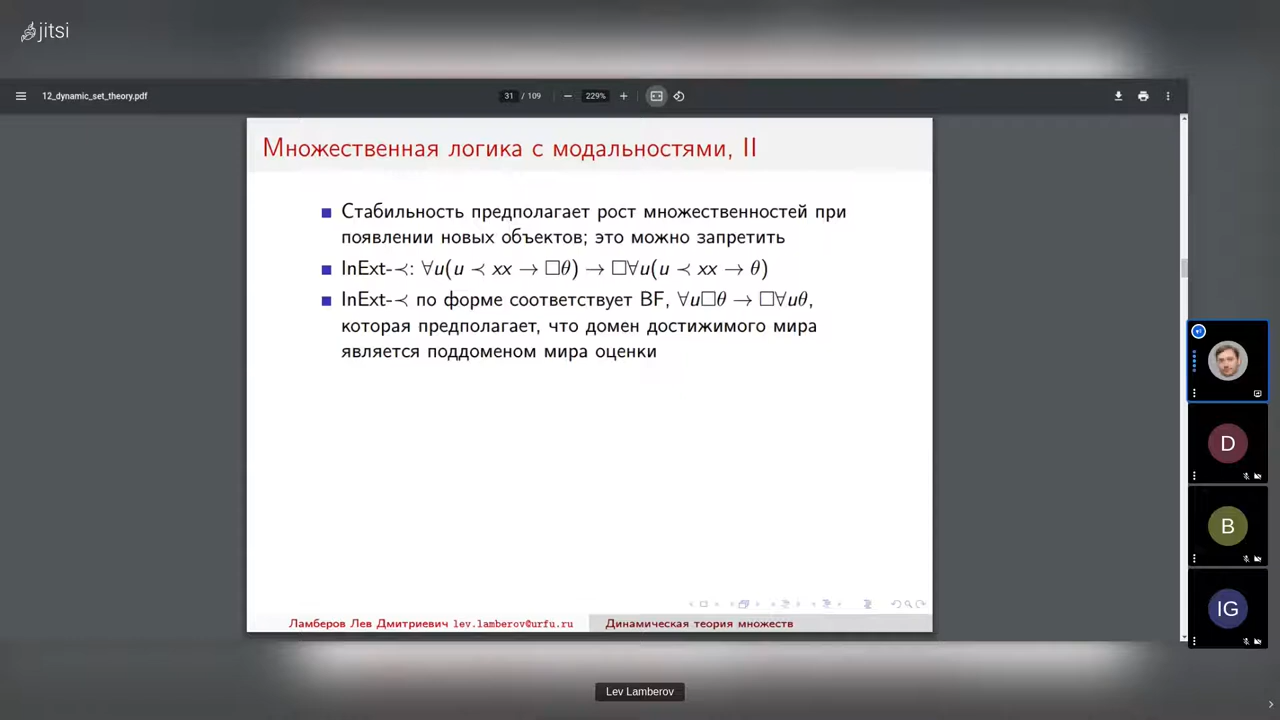 jitsi
12_dynamic_set_theory.pdf
31 / 109
229%
Множественная логика с модальностями, II
Стабильность предполагает рост множественностей при
появлении новых объектов; это можно запретить
InExt-≺: ∀u(u ≺ xx → □θ) → □∀u(u ≺ xx → θ)
InExt-≺ по форме соответствует BF, ∀u□θ → □∀uθ,
которая предполагает, что домен достижимого мира
является поддоменом мира оценки
Ламберов Лев Дмитриевич lev.lamberov@urfu.ru
Динамическая теория множеств
D
B
IG
Lev Lamberov